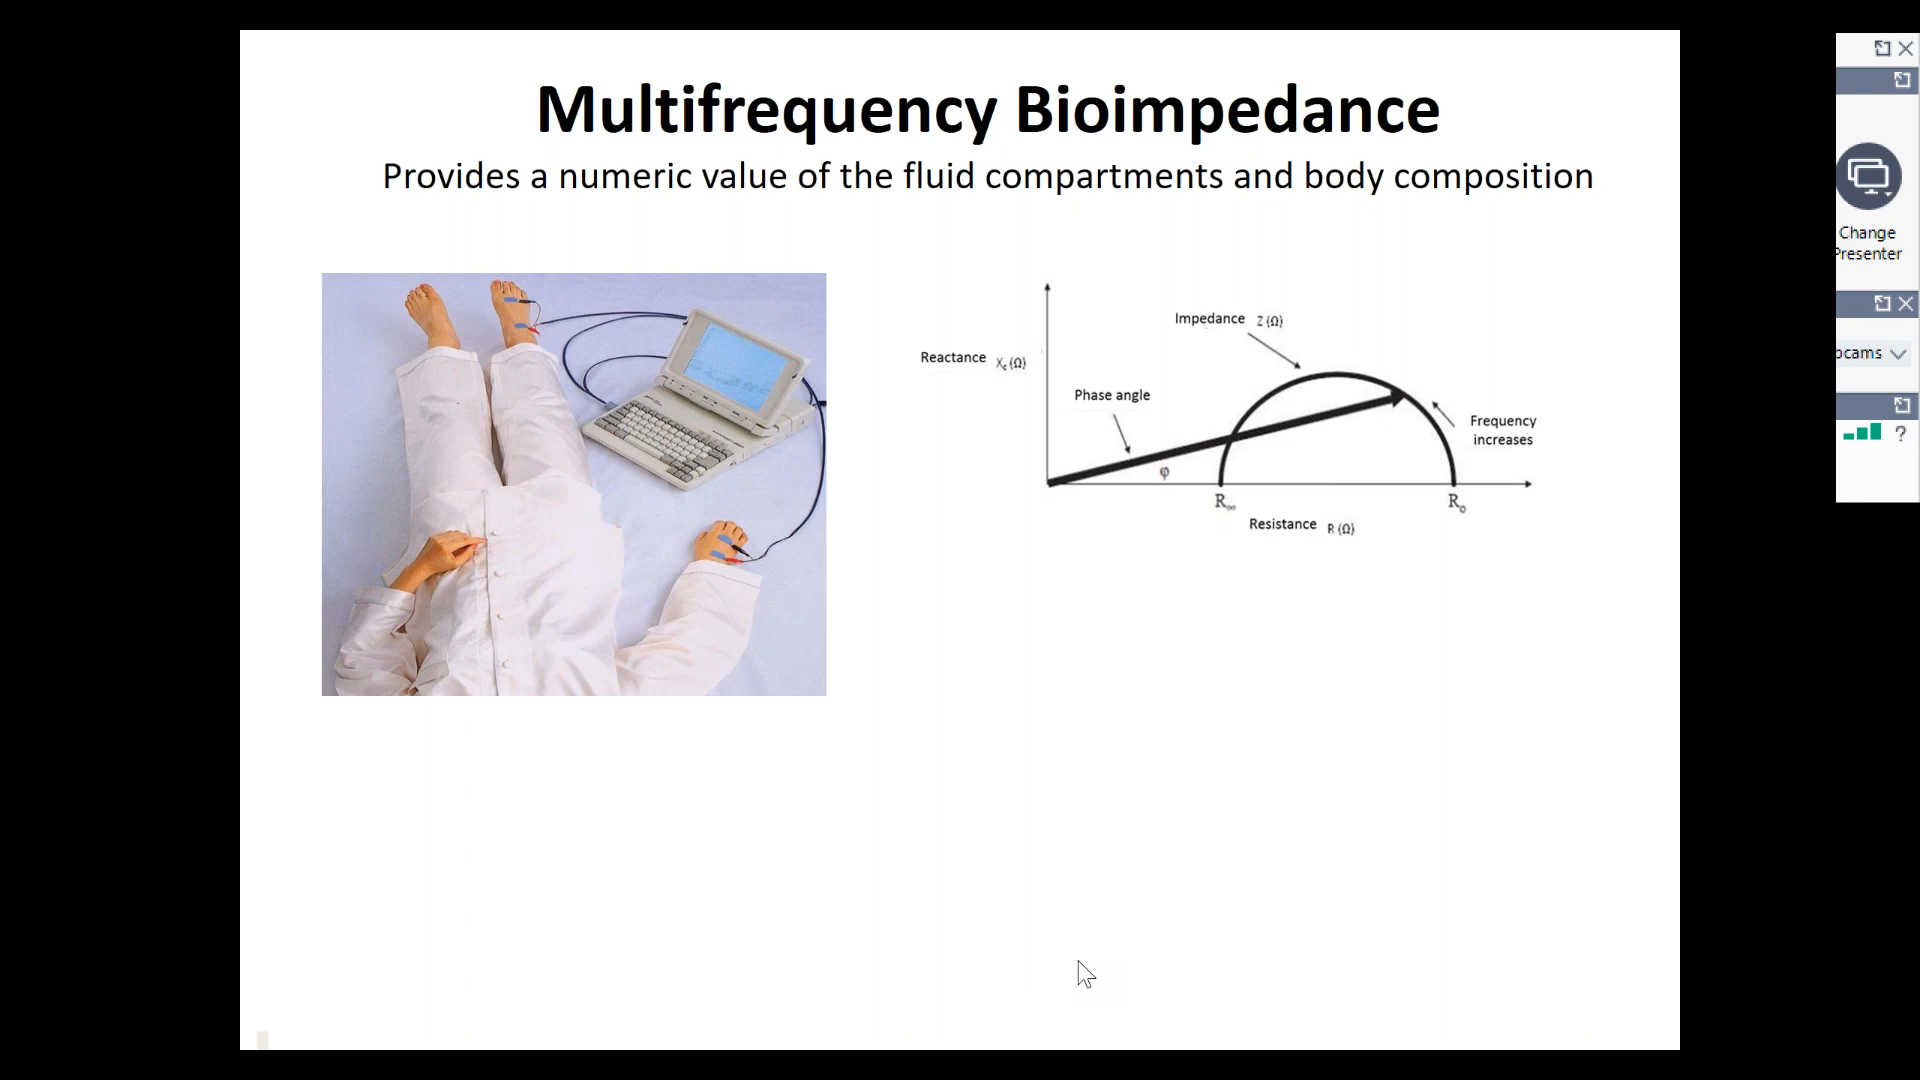 Multifrequency Bioimpedance
Provides a numeric value of the fluid compartments and body composition
Impedance Z (Ω)
Reactance Xc (Ω)
Phase angle
Frequency
increases
φ
R∞
R0
Resistance R (Ω)
Change
Presenter
bcams
?